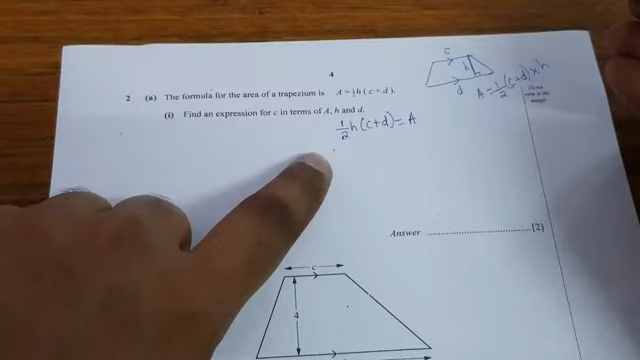 4
2 (a) The formula for the area of a trapezium is A = ½h ( c + d ).
(i) Find an expression for c in terms of A, h and d.
½h(c+d) = A
c
h
d
A = ½(c+d) × h
Do not
write in this
margin
Answer .............................. [2]
c
4